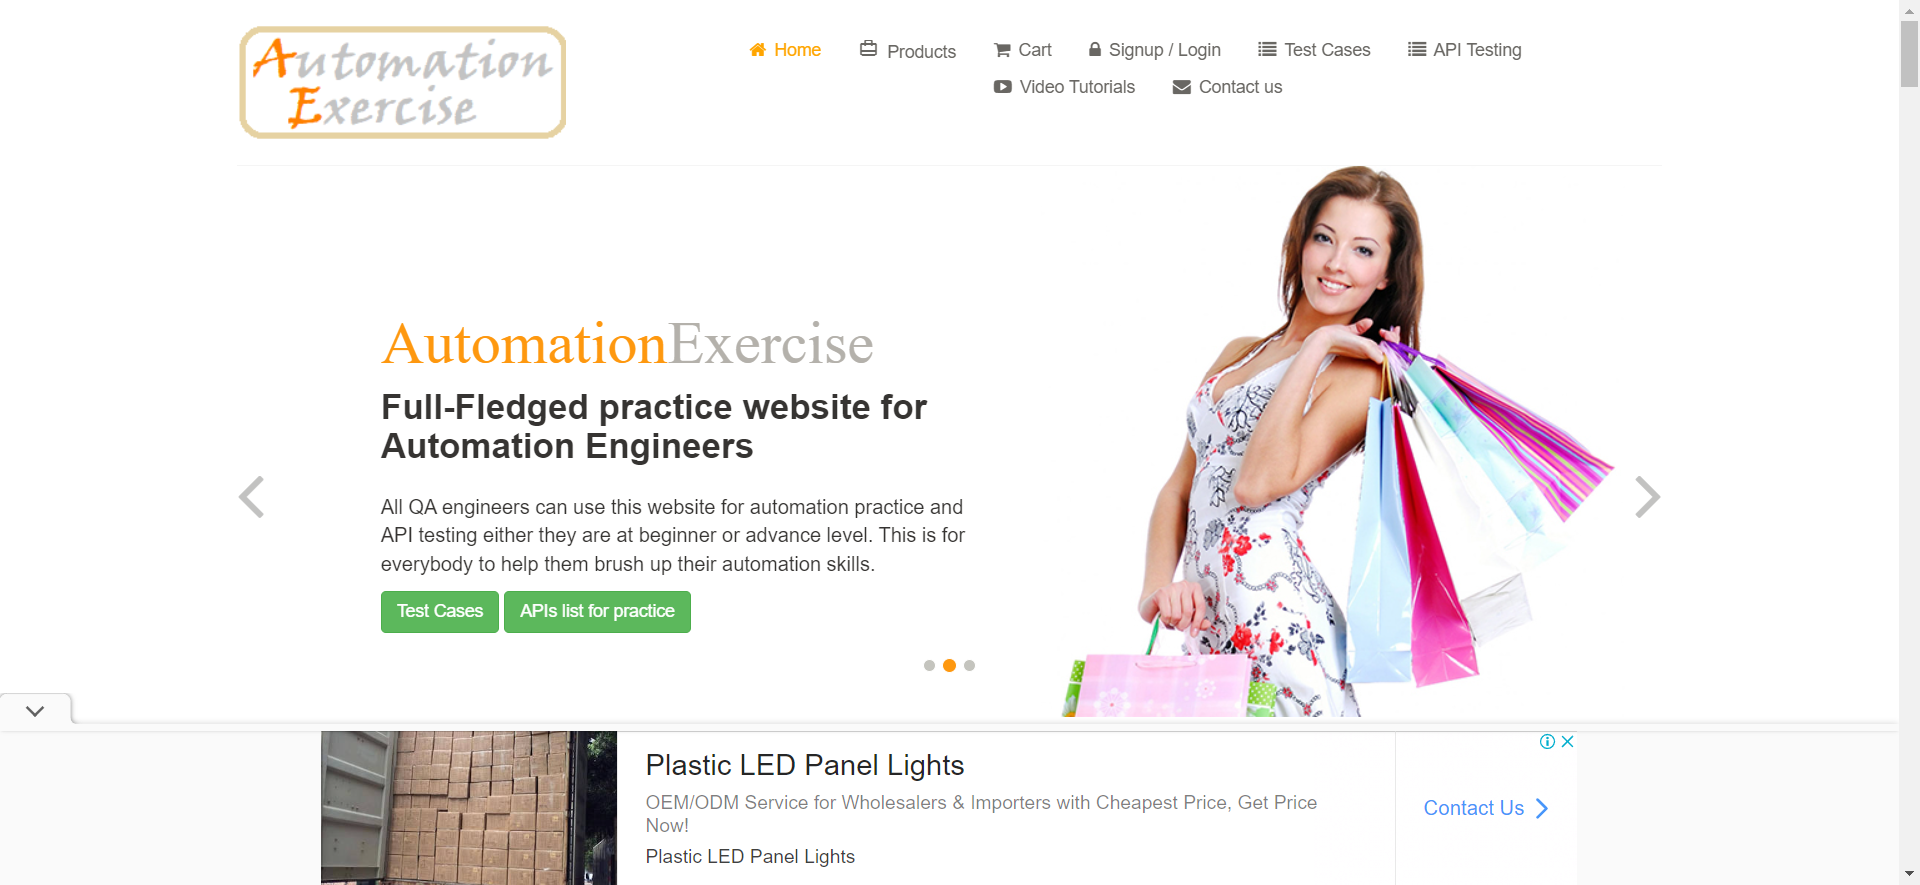 Automation
Exercise
Home
Products
Cart
Signup / Login
Test Cases
API Testing
Video Tutorials
Contact us
AutomationExercise
Full-Fledged practice website for
Automation Engineers
All QA engineers can use this website for automation practice and
API testing either they are at beginner or advance level. This is for
everybody to help them brush up their automation skills.
Test Cases
APIs list for practice
Plastic LED Panel Lights
OEM/ODM Service for Wholesalers & Importers with Cheapest Price, Get Price
Now!
Plastic LED Panel Lights
Contact Us